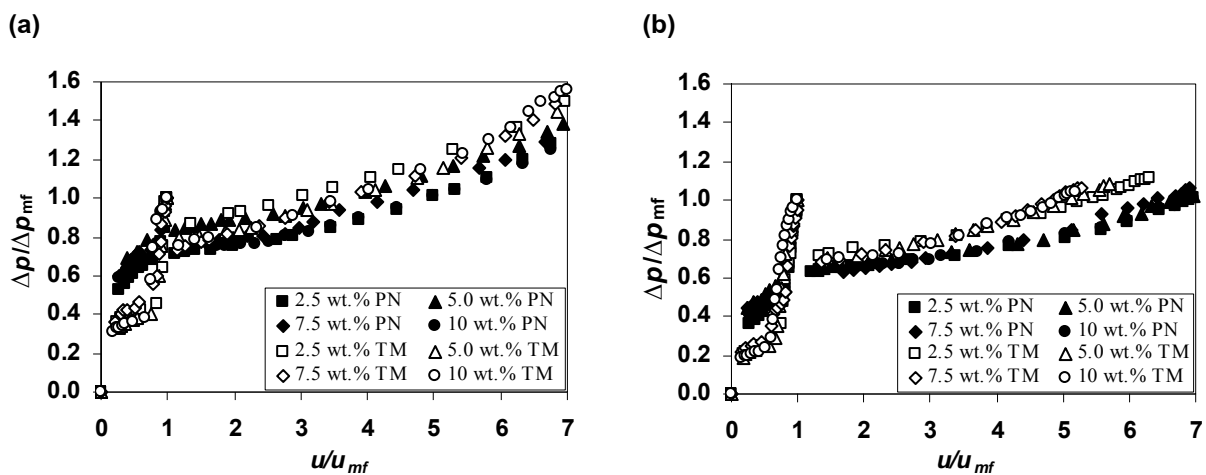 (a)
(b)
1.6
1.4
1.2
1.0
0.8
0.6
0.4
0.2
0.0
Δp/Δp mf
0 1 2 3 4 5 6 7
u/u mf
2.5 wt.% PN 5.0 wt.% PN
7.5 wt.% PN 10 wt.% PN
2.5 wt.% TM 5.0 wt.% TM
7.5 wt.% TM 10 wt.% TM
1.6
1.4
1.2
1.0
0.8
0.6
0.4
0.2
0.0
Δp/Δp mf
0 1 2 3 4 5 6 7
u/u mf
2.5 wt.% PN 5.0 wt.% PN
7.5 wt.% PN 10 wt.% PN
2.5 wt.% TM 5.0 wt.% TM
7.5 wt.% TM 10 wt.% TM